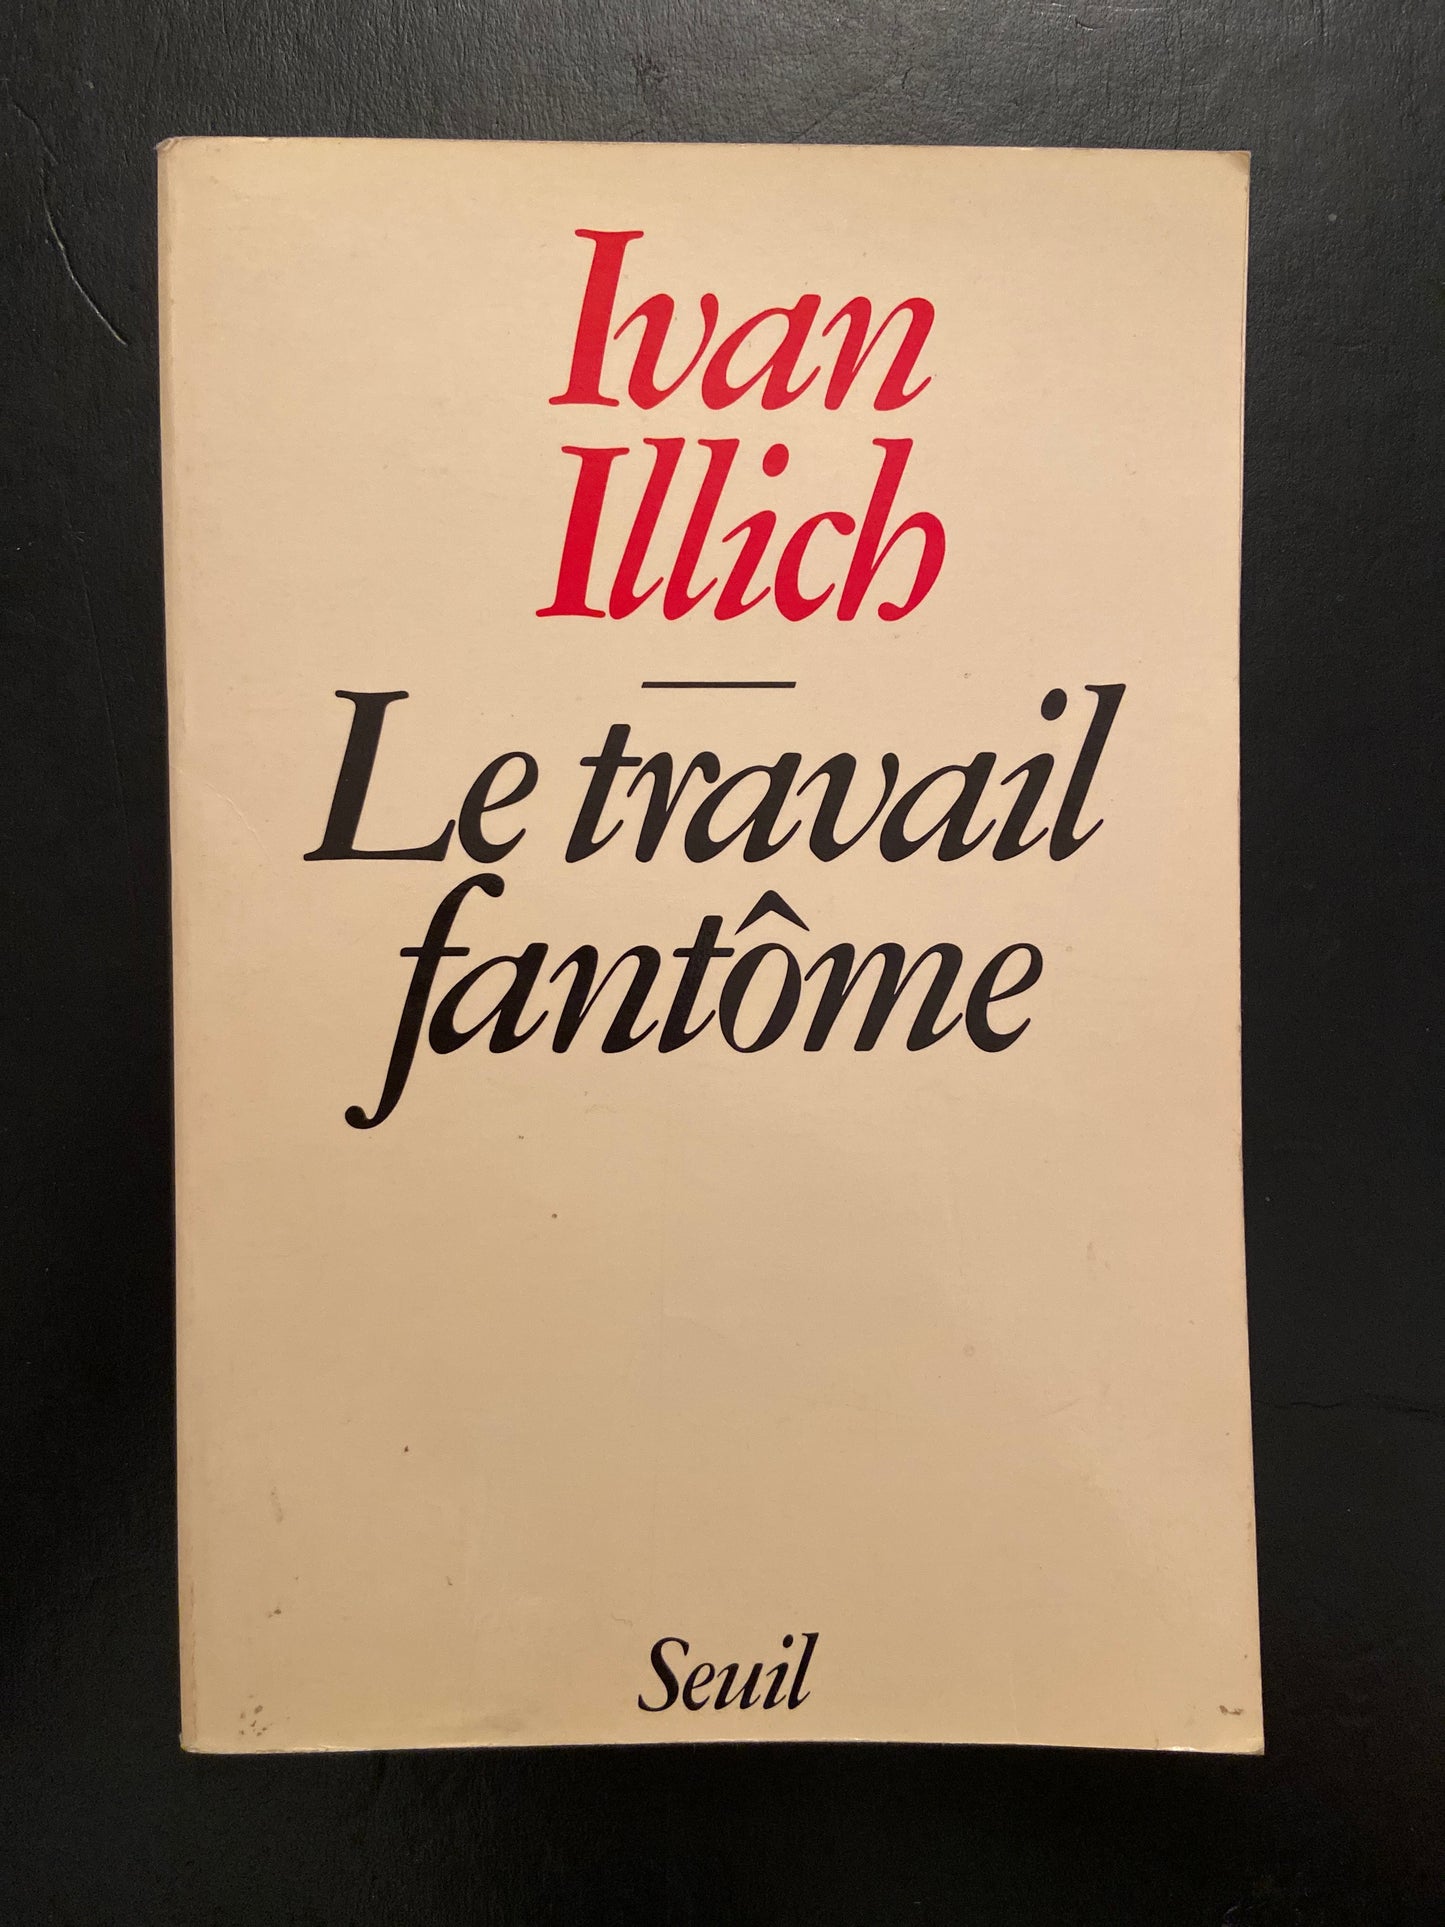 Ivan
Illich
Le travail
fantôme
Seuil